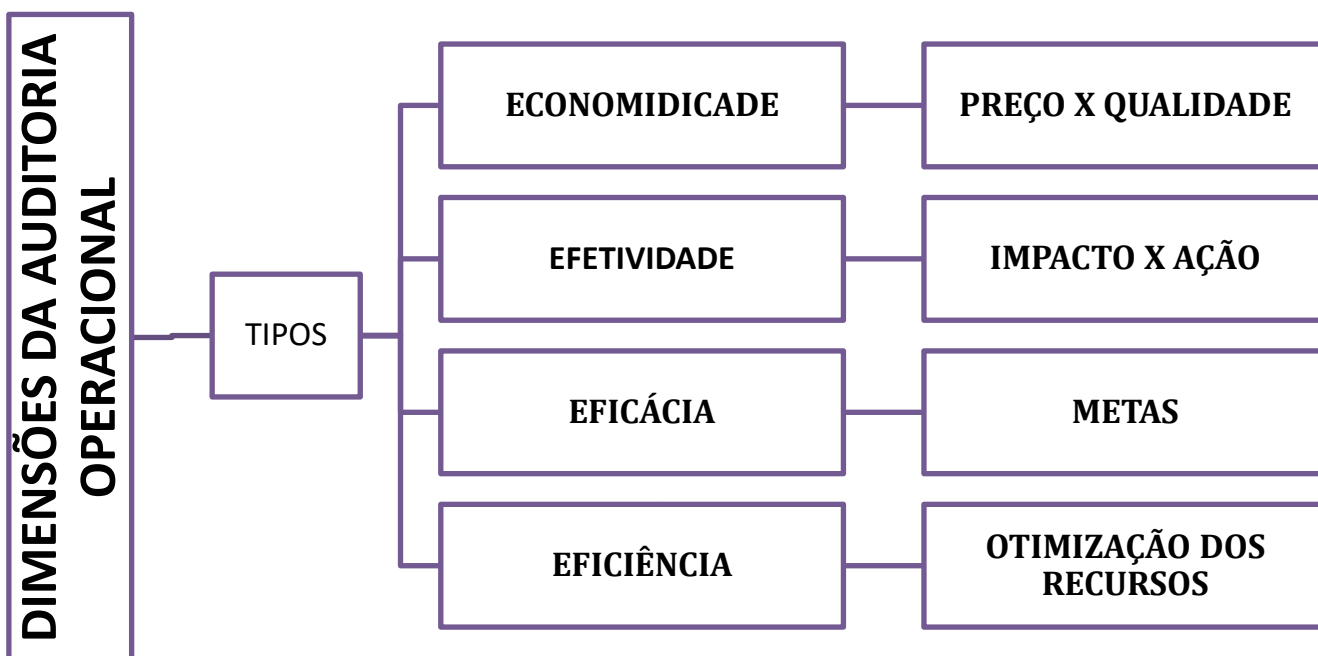 DIMENSÕES DA AUDITORIA
OPERACIONAL
TIPOS
ECONOMIDICADE
PREÇO X QUALIDADE
EFETIVIDADE
IMPACTO X AÇÃO
EFICÁCIA
METAS
EFICIÊNCIA
OTIMIZAÇÃO DOS
RECURSOS